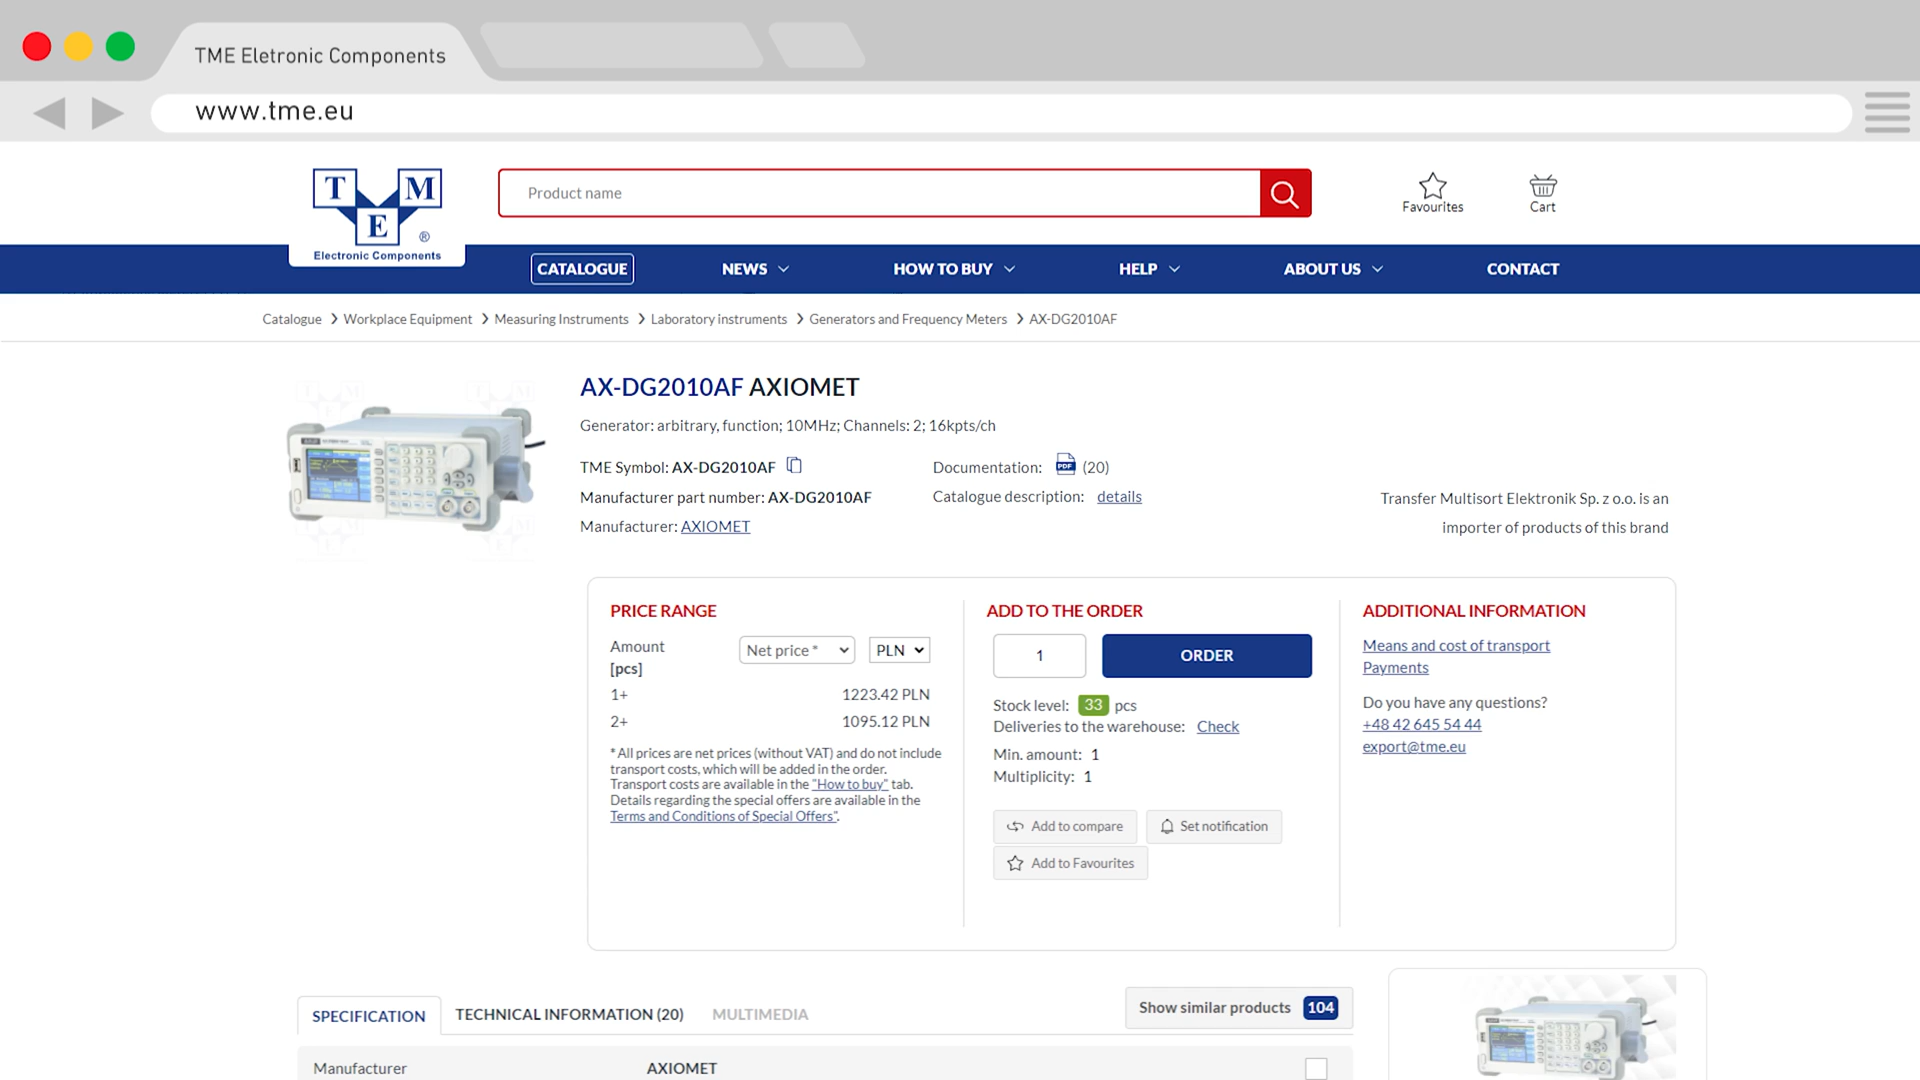 TME Eletronic Components
www.tme.eu
T M E ®
Electronic Components
Product name
Favourites
Cart
CATALOGUE NEWS HOW TO BUY HELP ABOUT US CONTACT
Catalogue > Workplace Equipment > Measuring Instruments > Laboratory instruments > Generators and Frequency Meters > AX-DG2010AF
AX-DG2010AF AXIOMET
Generator: arbitrary, function; 10MHz; Channels: 2; 16kpts/ch
TME Symbol: AX-DG2010AF
Manufacturer part number: AX-DG2010AF
Manufacturer: AXIOMET
Documentation: PDF (20)
Catalogue description: details
Transfer Multisort Elektronik Sp. z o.o. is an
importer of products of this brand
PRICE RANGE
Amount
[pcs]
Net price *
PLN
1+ 1223.42 PLN
2+ 1095.12 PLN
* All prices are net prices (without VAT) and do not include
transport costs, which will be added in the order.
Transport costs are available in the "How to buy" tab.
Details regarding the special offers are available in the
Terms and Conditions of Special Offers".
ADD TO THE ORDER
1
ORDER
Stock level: 33 pcs
Deliveries to the warehouse: Check
Min. amount: 1
Multiplicity: 1
Add to compare
Set notification
Add to Favourites
ADDITIONAL INFORMATION
Means and cost of transport
Payments
Do you have any questions?
+48 42 645 54 44
export@tme.eu
SPECIFICATION TECHNICAL INFORMATION (20) MULTIMEDIA
Show similar products 104
Manufacturer AXIOMET